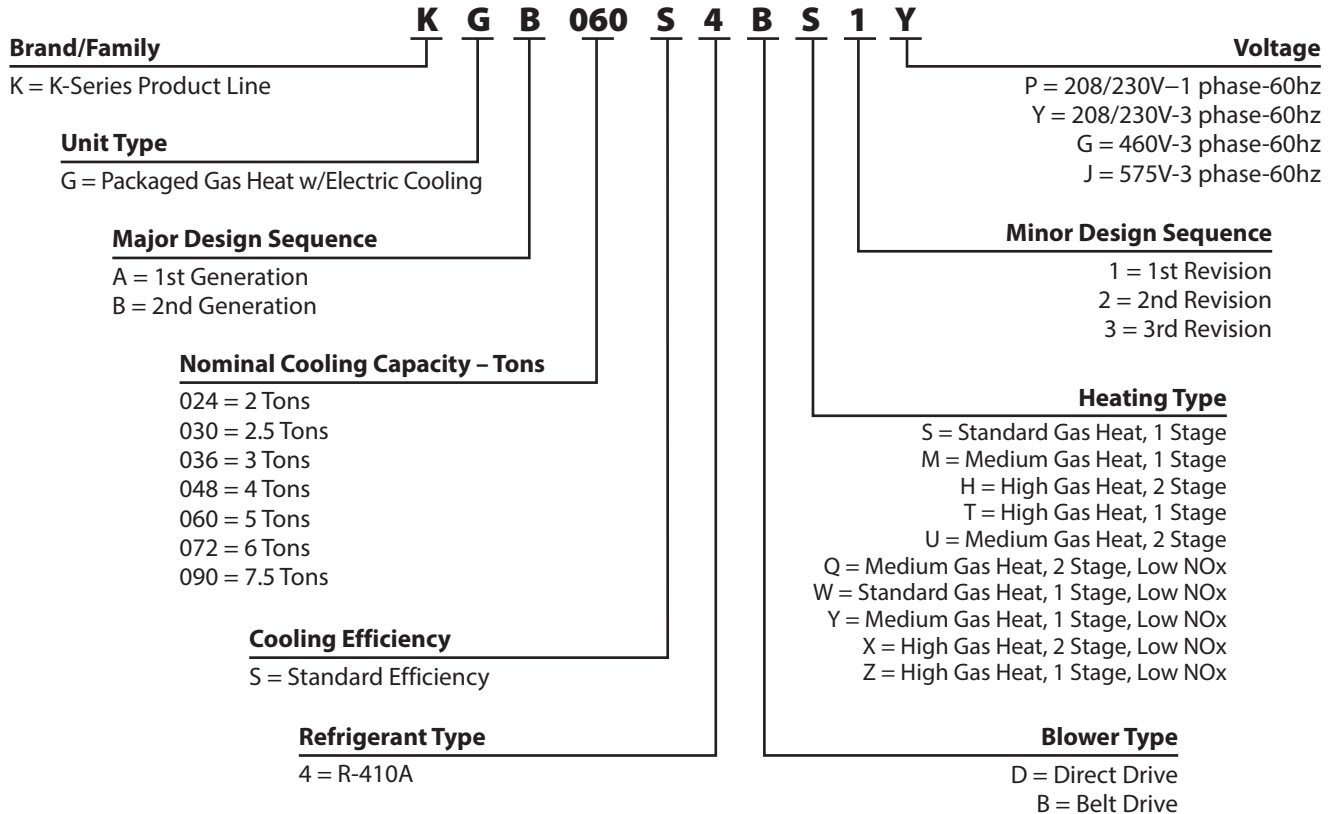 K G B 060 S 4 B S 1 Y
Brand/Family
K = K-Series Product Line
Unit Type
G = Packaged Gas Heat w/Electric Cooling
Major Design Sequence
A = 1st Generation
B = 2nd Generation
Nominal Cooling Capacity – Tons
024 = 2 Tons
030 = 2.5 Tons
036 = 3 Tons
048 = 4 Tons
060 = 5 Tons
072 = 6 Tons
090 = 7.5 Tons
Cooling Efficiency
S = Standard Efficiency
Refrigerant Type
4 = R-410A
Voltage
P = 208/230V–1 phase-60hz
Y = 208/230V-3 phase-60hz
G = 460V-3 phase-60hz
J = 575V-3 phase-60hz
Minor Design Sequence
1 = 1st Revision
2 = 2nd Revision
3 = 3rd Revision
Heating Type
S = Standard Gas Heat, 1 Stage
M = Medium Gas Heat, 1 Stage
H = High Gas Heat, 2 Stage
T = High Gas Heat, 1 Stage
U = Medium Gas Heat, 2 Stage
Q = Medium Gas Heat, 2 Stage, Low NOx
W = Standard Gas Heat, 1 Stage, Low NOx
Y = Medium Gas Heat, 1 Stage, Low NOx
X = High Gas Heat, 2 Stage, Low NOx
Z = High Gas Heat, 1 Stage, Low NOx
Blower Type
D = Direct Drive
B = Belt Drive